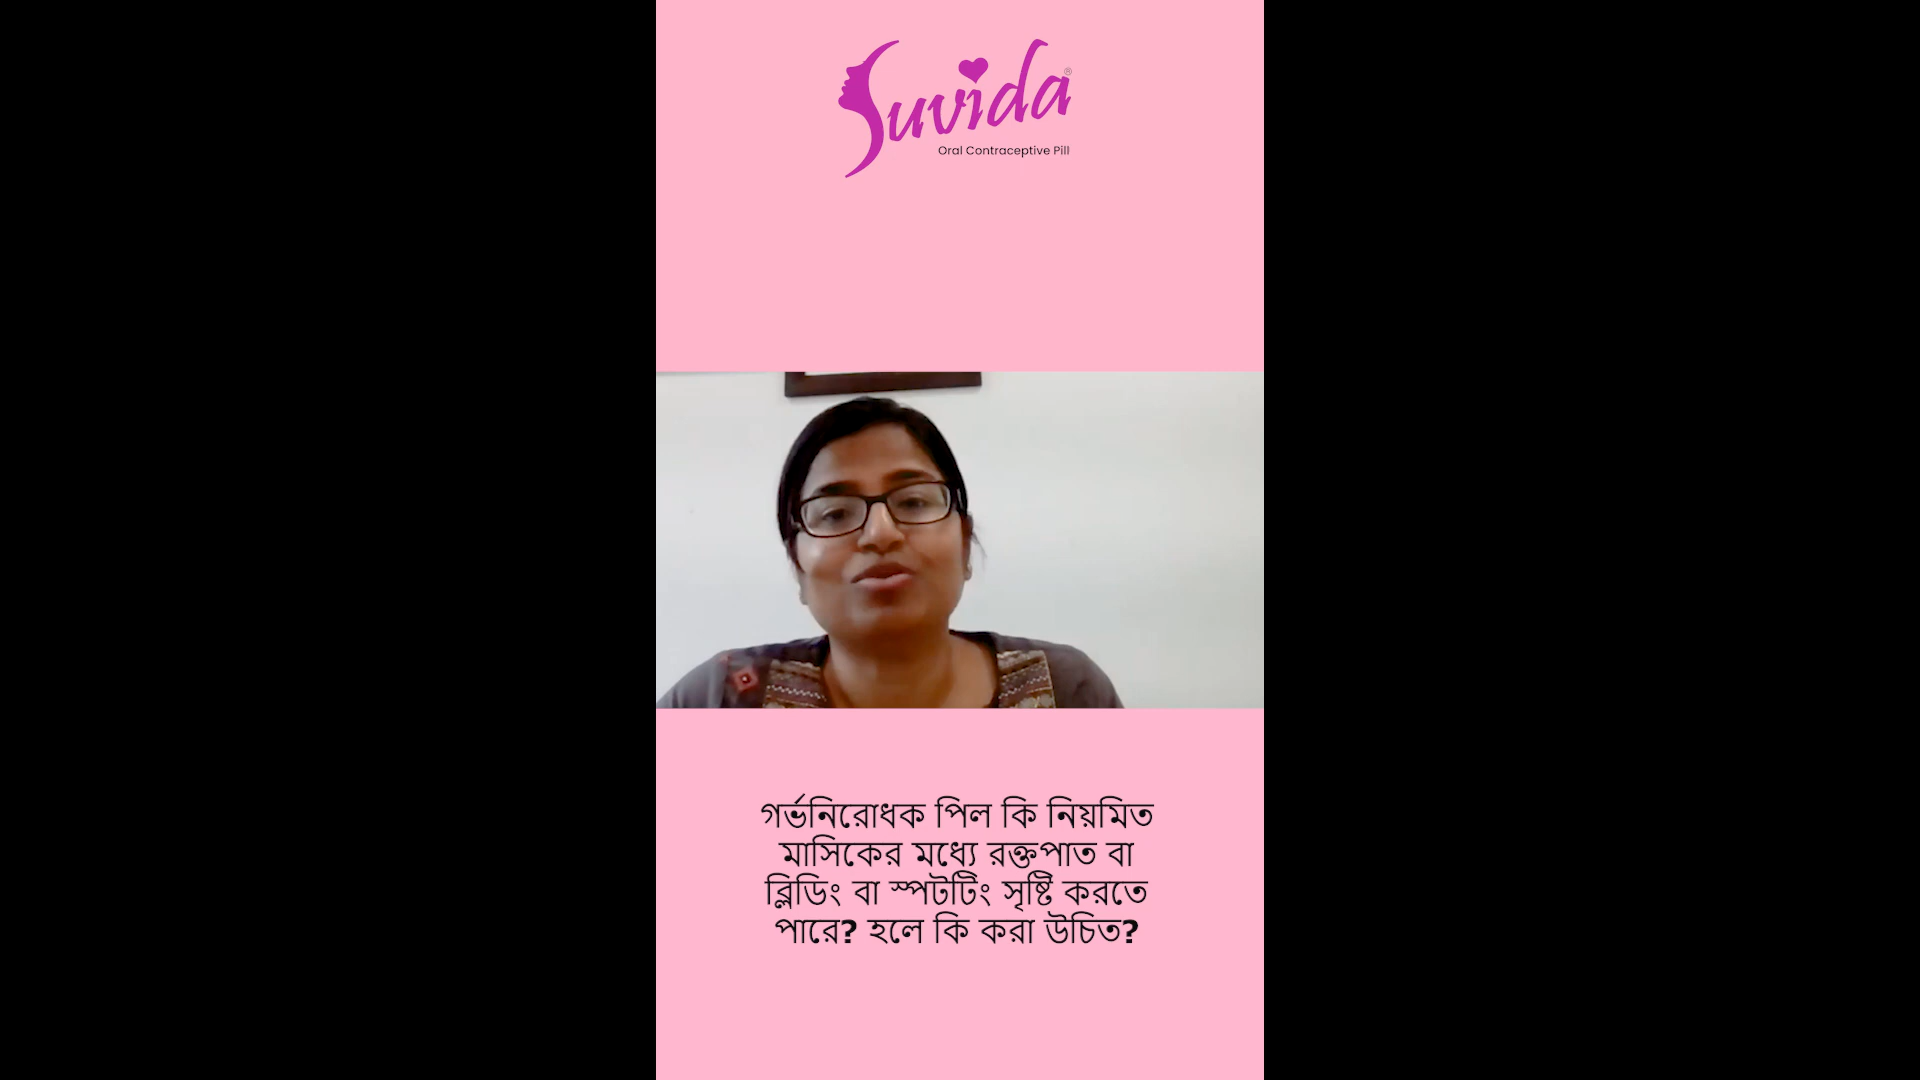 Suvida®
Oral Contraceptive Pill
গর্ভনিরোধক পিল কি নিয়মিত
মাসিকের মধ্যে রক্তপাত বা
ব্লিডিং বা স্পটটিং সৃষ্টি করতে
পারে? হলে কি করা উচিত?